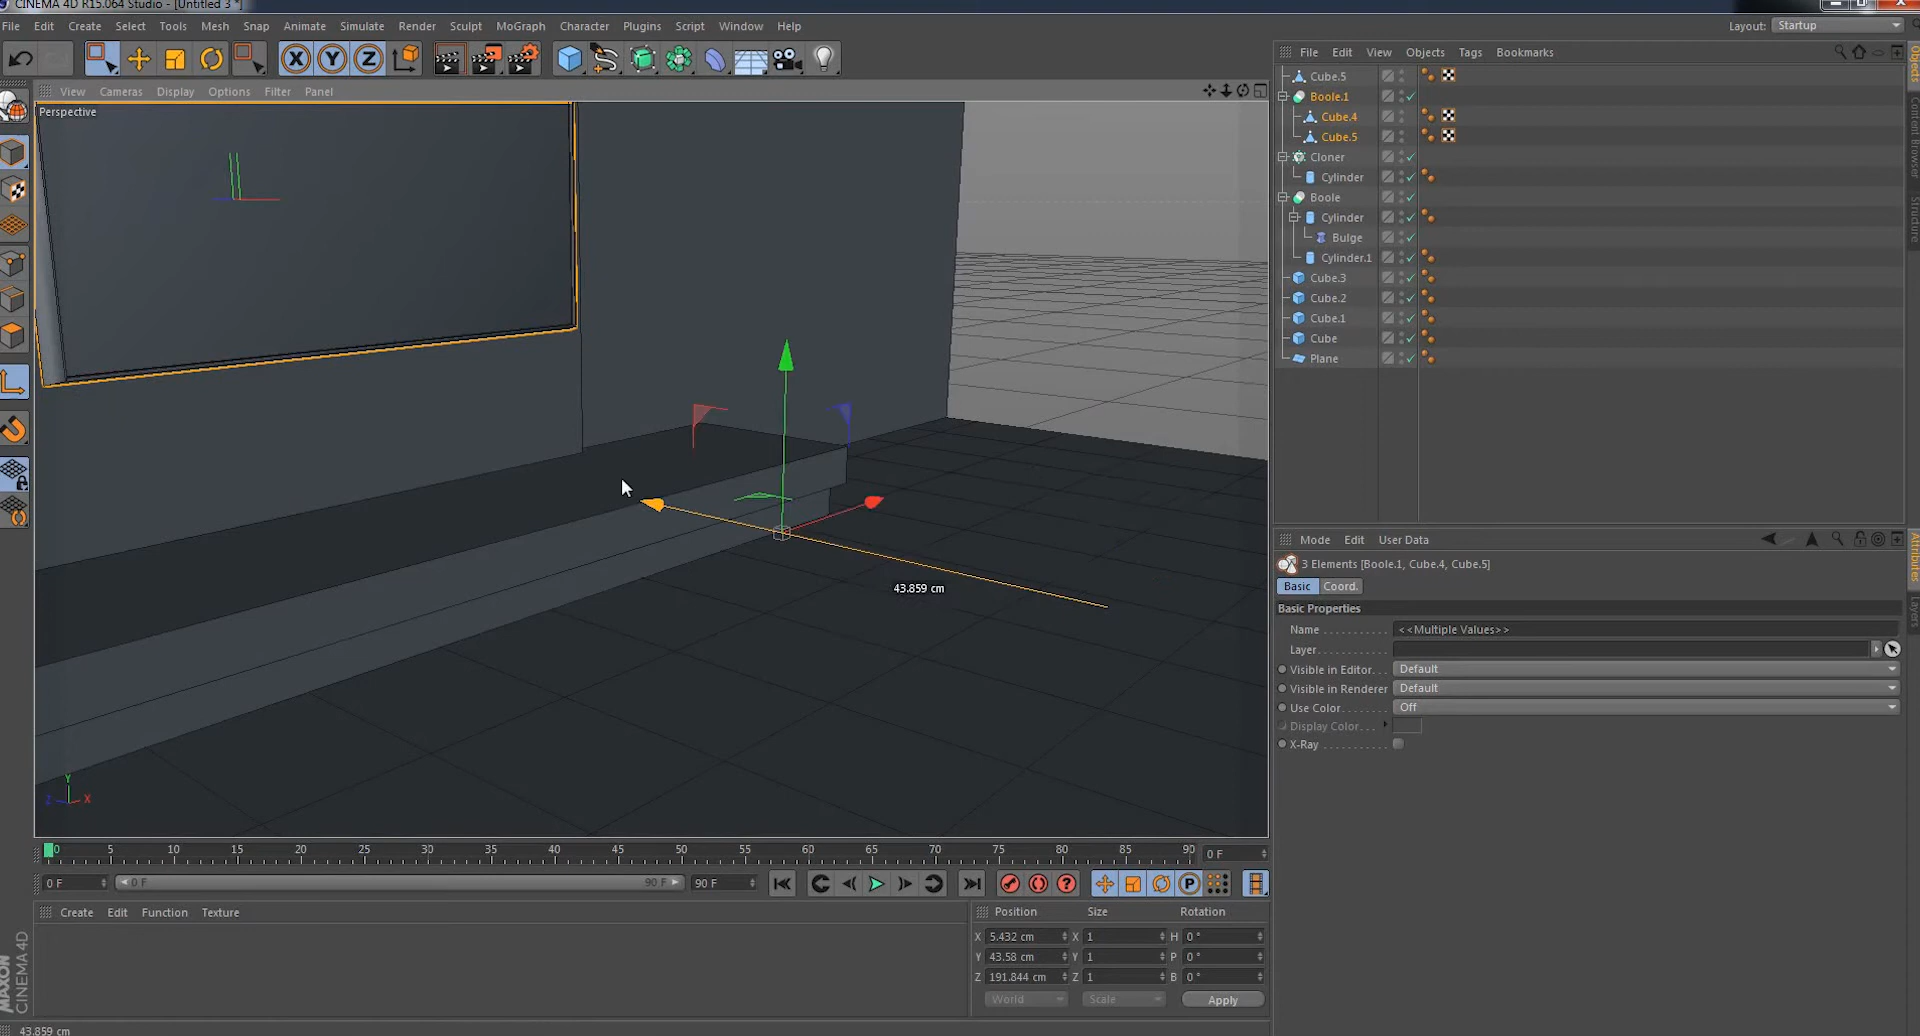 CINEMA 4D R15.064 Studio - [Untitled 3 *]
File Edit Create Select Tools Mesh Snap Animate Simulate Render Sculpt MoGraph Character Plugins Script Window Help
Layout: Startup
X Y Z
File Edit View Objects Tags Bookmarks
View Cameras Display Options Filter Panel
Perspective
Cube.5
Boole.1
Cube.4
Cube.5
Cloner
Cylinder
Boole
Cylinder
Bulge
Cylinder.1
Cube.3
Cube.2
Cube.1
Cube
Plane
Objects
Content Browser
Structure
43.859 cm
Y
Z X
Mode Edit User Data
3 Elements [Boole.1, Cube.4, Cube.5]
Basic Coord.
Basic Properties
Name <<Multiple Values>>
Layer
Visible in Editor Default
Visible in Renderer Default
Use Color Off
Display Color
X-Ray
Attributes
Layers
0 5 10 15 20 25 30 35 40 45 50 55 60 65 70 75 80 85 90
0 F
0 F 0 F 90 F 90 F
P
Create Edit Function Texture
Position Size Rotation
X 5.432 cm X 1 H 0 °
Y 43.58 cm Y 1 P 0 °
Z 191.844 cm Z 1 B 0 °
World Scale Apply
MAXON
CINEMA 4D
43.859 cm